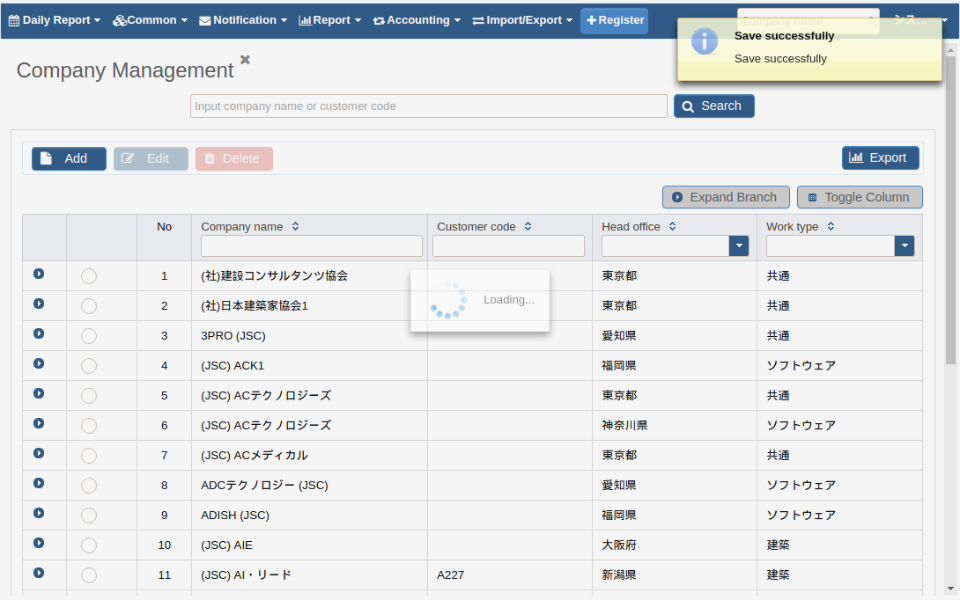 Daily Report Common Notification Report Accounting Import/Export Register Company name シス...
Save successfully
Save successfully
Company Management
Input company name or customer code Search
Add Edit Delete Export
Expand Branch Toggle Column
No Company name Customer code Head office Work type
1 (社)建設コンサルタンツ協会 東京都 共通
2 (社)日本建築家協会1 東京都 共通
Loading...
3 3PRO (JSC) 愛知県 共通
4 (JSC) ACK1 福岡県 ソフトウェア
5 (JSC) ACテクノロジーズ 東京都 共通
6 (JSC) ACテクノロジーズ 神奈川県 ソフトウェア
7 (JSC) ACメディカル 東京都 共通
8 ADCテクノロジー (JSC) 愛知県 ソフトウェア
9 ADISH (JSC) 福岡県 ソフトウェア
10 (JSC) AIE 大阪府 建築
11 (JSC) AI・リード A227 新潟県 建築